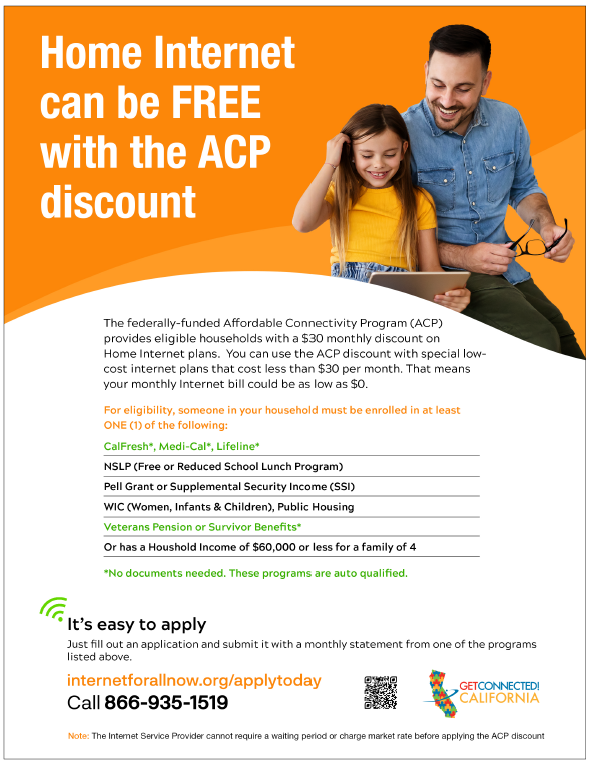 Home Internet
can be FREE
with the ACP
discount
The federally-funded Affordable Connectivity Program (ACP)
provides eligible households with a $30 monthly discount on
Home Internet plans. You can use the ACP discount with special low-
cost internet plans that cost less than $30 per month. That means
your monthly Internet bill could be as low as $0.
For eligibility, someone in your household must be enrolled in at least
ONE (1) of the following:
CalFresh*, Medi-Cal*, Lifeline*
NSLP (Free or Reduced School Lunch Program)
Pell Grant or Supplemental Security Income (SSI)
WIC (Women, Infants & Children), Public Housing
Veterans Pension or Survivor Benefits*
Or has a Houshold Income of $60,000 or less for a family of 4
*No documents needed. These programs are auto qualified.
It's easy to apply
Just fill out an application and submit it with a monthly statement from one of the programs
listed above.
internetforallnow.org/applytoday
Call 866-935-1519
GETCONNECTED!
CALIFORNIA
Note: The Internet Service Provider cannot require a waiting period or charge market rate before applying the ACP discount